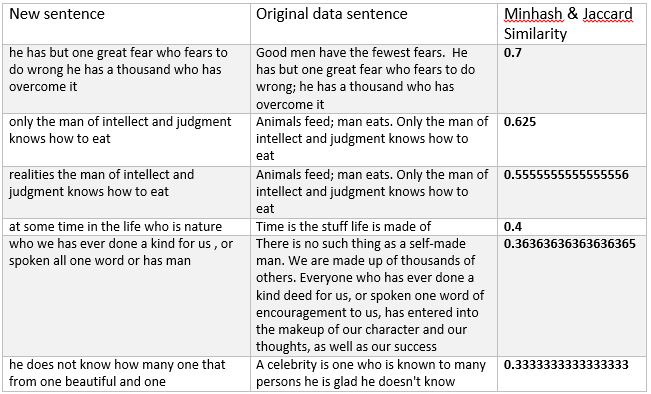 New sentence
Original data sentence
Minhash & Jaccard
Similarity
he has but one great fear who fears to
do wrong he has a thousand who has
overcome it
Good men have the fewest fears.  He
has but one great fear who fears to do
wrong; he has a thousand who has
overcome it
0.7
only the man of intellect and judgment
knows how to eat
Animals feed; man eats. Only the man of
intellect and judgment knows how to
eat
0.625
realities the man of intellect and
judgment knows how to eat
Animals feed; man eats. Only the man of
intellect and judgment knows how to
eat
0.5555555555555556
at some time in the life who is nature
Time is the stuff life is made of
0.4
who we has ever done a kind for us , or
spoken all one word or has man
There is no such thing as a self-made
man. We are made up of thousands of
others. Everyone who has ever done a
kind deed for us, or spoken one word of
encouragement to us, has entered into
the makeup of our character and our
thoughts, as well as our success
0.36363636363636365
he does not know how many one that
from one beautiful and one
A celebrity is one who is known to many
persons he is glad he doesn't know
0.3333333333333333